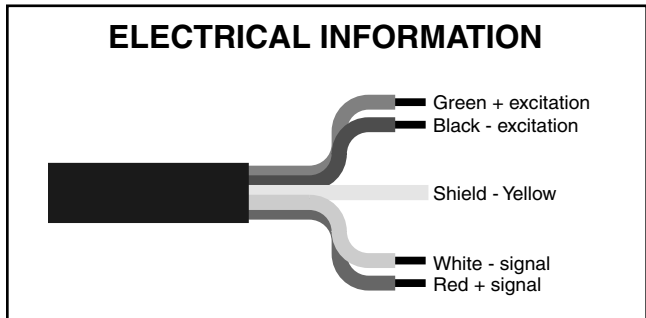 ELECTRICAL INFORMATION
Green + excitation
Black - excitation
Shield - Yellow
White - signal
Red + signal